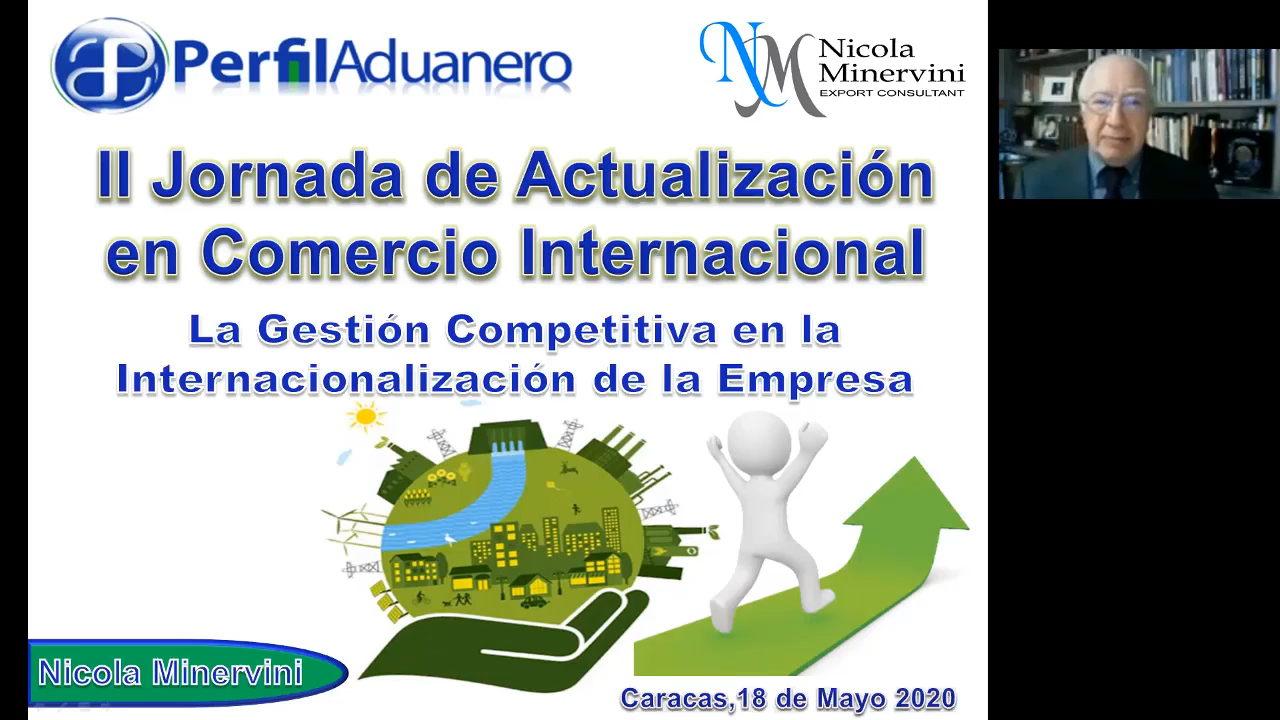 PerfilAduanero
Nicola
Minervini
EXPORT CONSULTANT
II Jornada de Actualización
en Comercio Internacional
La Gestión Competitiva en la
Internacionalización de la Empresa
Nicola Minervini
Caracas,18 de Mayo 2020